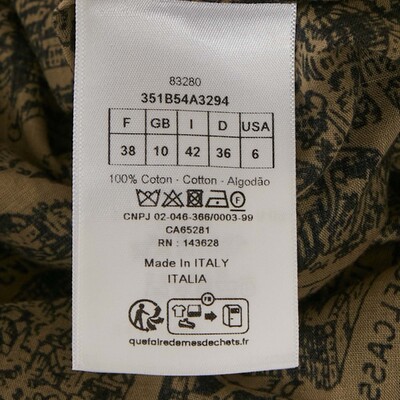 83280
351B54A3294
F GB I D USA
38 10 42 36 6
100% Coton - Cotton - Algodão
CNPJ 02-046-366/0003-99
CA65281
RN : 143628
Made In ITALY
ITALIA
FR
quefairedemesdechets.fr